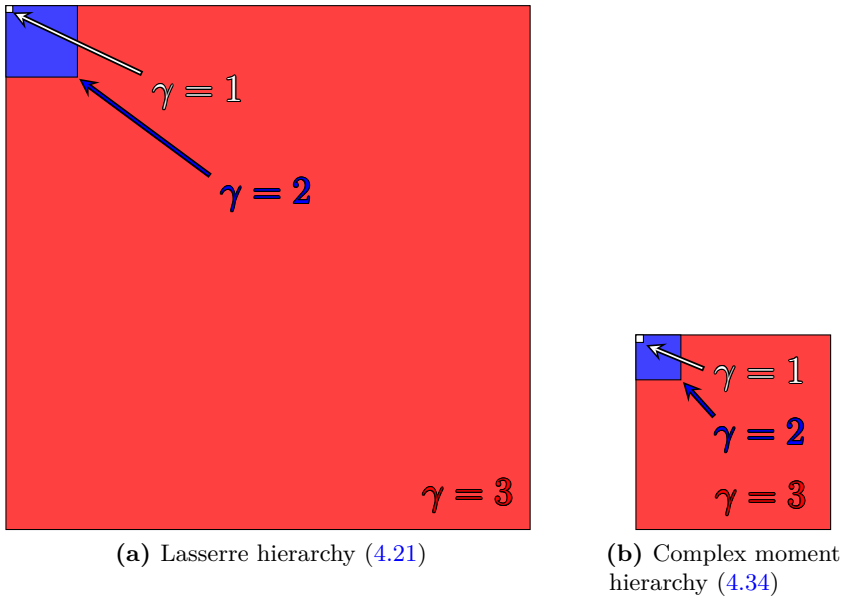 γ = 1
γ = 2
γ = 3
(a) Lasserre hierarchy (4.21)
γ = 1
γ = 2
γ = 3
(b) Complex moment
hierarchy (4.34)